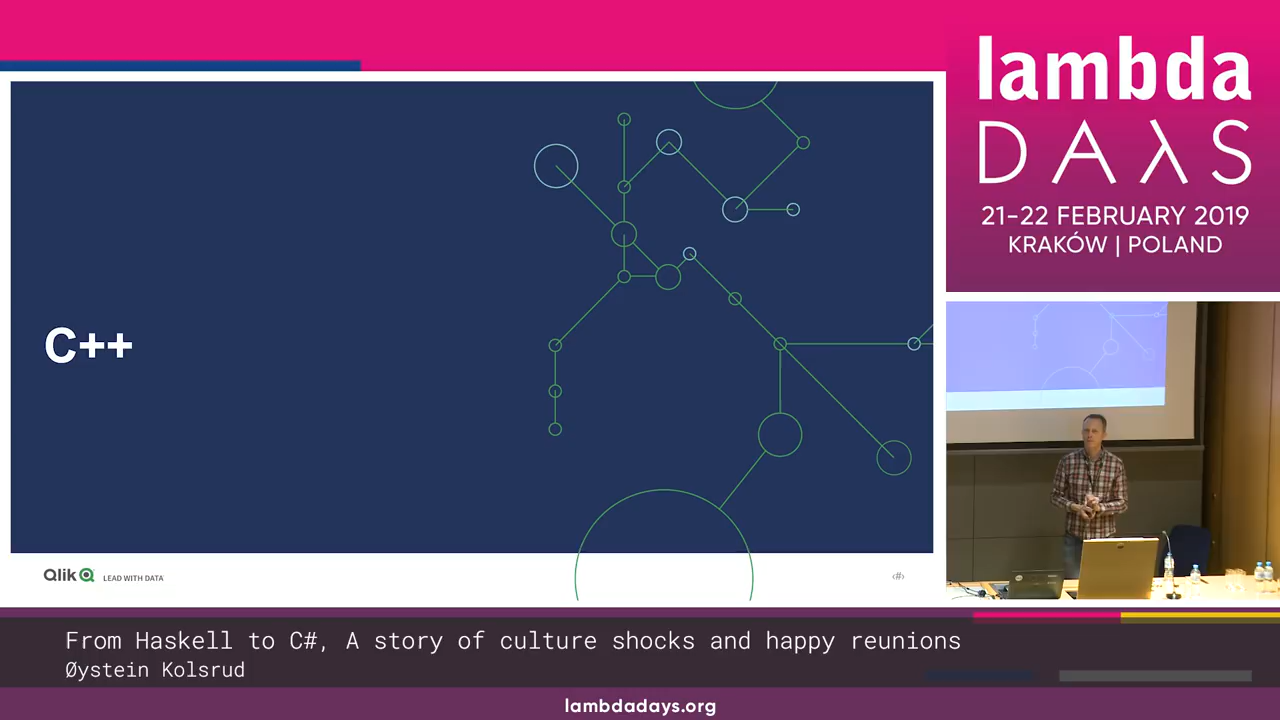 lambda
DAλS
21-22 FEBRUARY 2019
KRAKÓW | POLAND
C++
Qlik LEAD WITH DATA
‹#›
From Haskell to C#, A story of culture shocks and happy reunions
Øystein Kolsrud
lambdadays.org